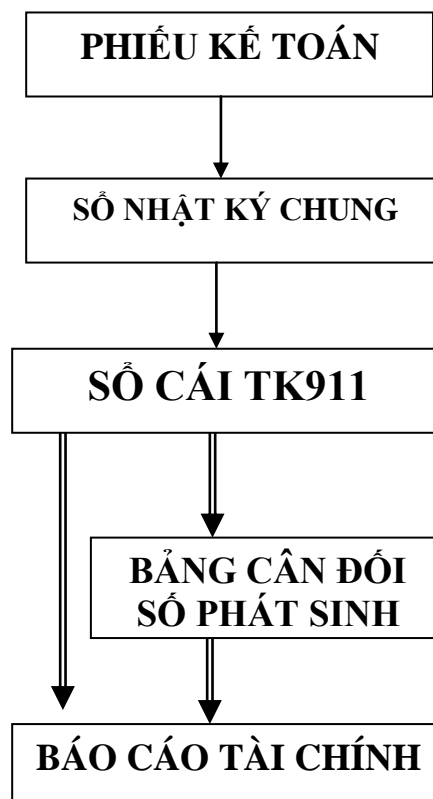 PHIẾU KẾ TOÁN
SỔ NHẬT KÝ CHUNG
SỔ CÁI TK911
BẢNG CÂN ĐỐI
SỐ PHÁT SINH
BÁO CÁO TÀI CHÍNH